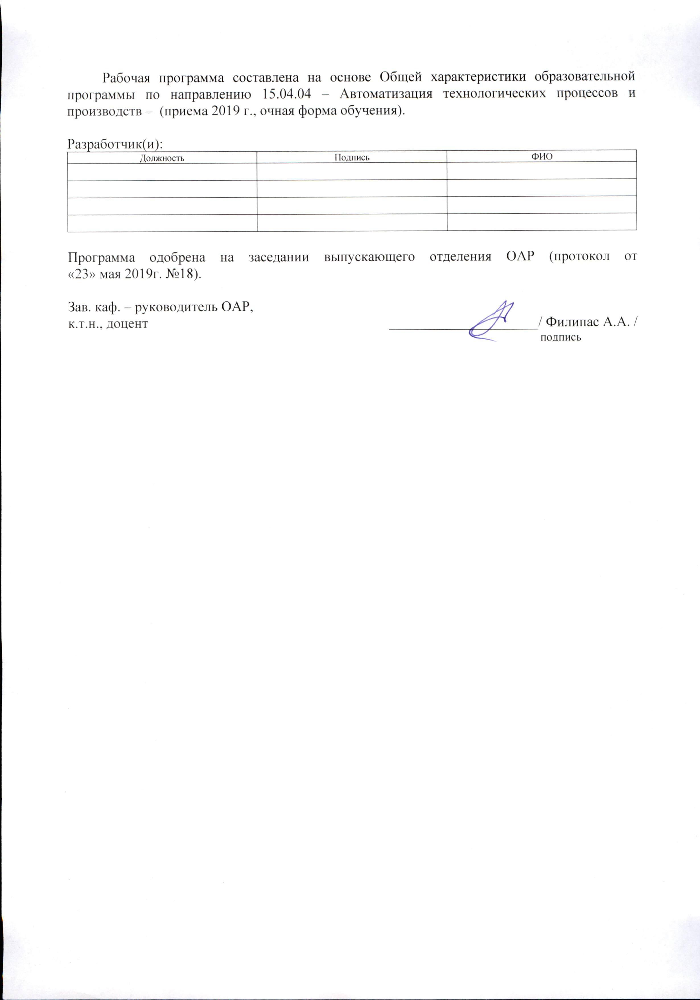 Рабочая программа составлена на основе Общей характеристики образовательной
программы по направлению 15.04.04 – Автоматизация технологических процессов и
производств – (приема 2019 г., очная форма обучения).
Разработчик(и):
Должность Подпись ФИО
Программа одобрена на заседании выпускающего отделения ОАР (протокол от
«23» мая 2019г. №18).
Зав. каф. – руководитель ОАР,
к.т.н., доцент / Филипас А.А. /
подпись